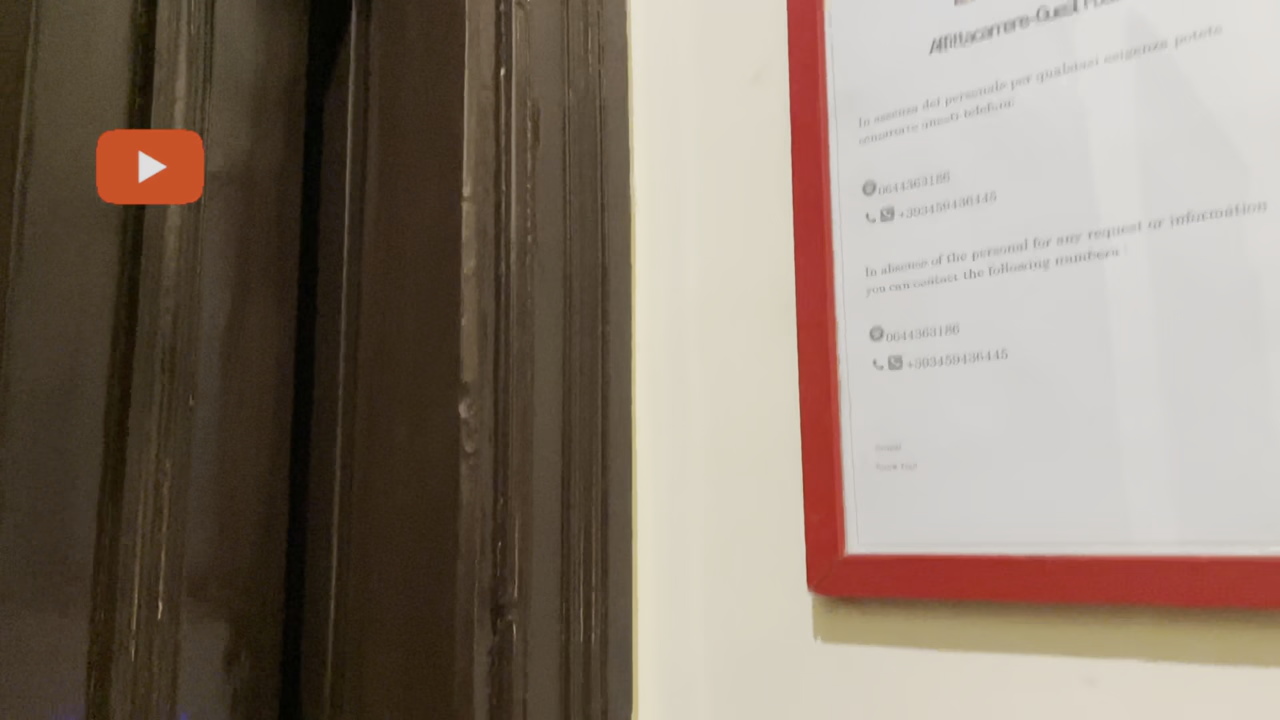 Affittacamere-Guest
In assenza del personale per qualsiasi esigenza potete
contattare questi telefoni:
0644363186
+393459436445
In absense of the personal for any request or information
you can contact the following numbers :
0644363186
+393459436445